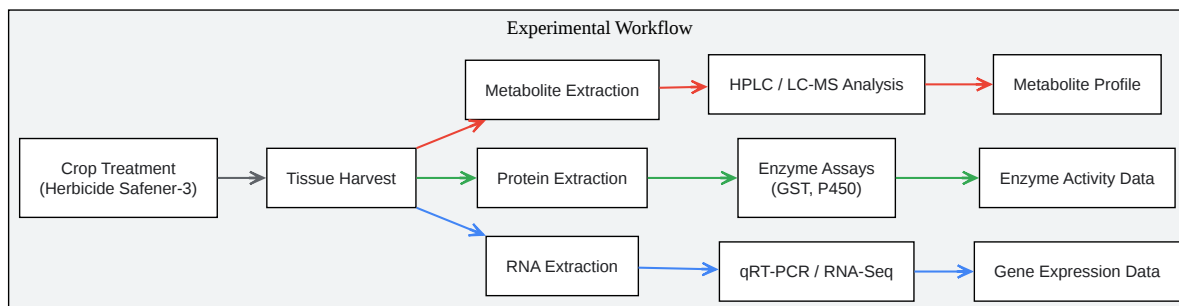 Experimental Workflow
Metabolite Extraction
HPLC / LC-MS Analysis
Metabolite Profile
Crop Treatment
(Herbicide Safener-3)
Tissue Harvest
Protein Extraction
Enzyme Assays
(GST, P450)
Enzyme Activity Data
RNA Extraction
qRT-PCR / RNA-Seq
Gene Expression Data